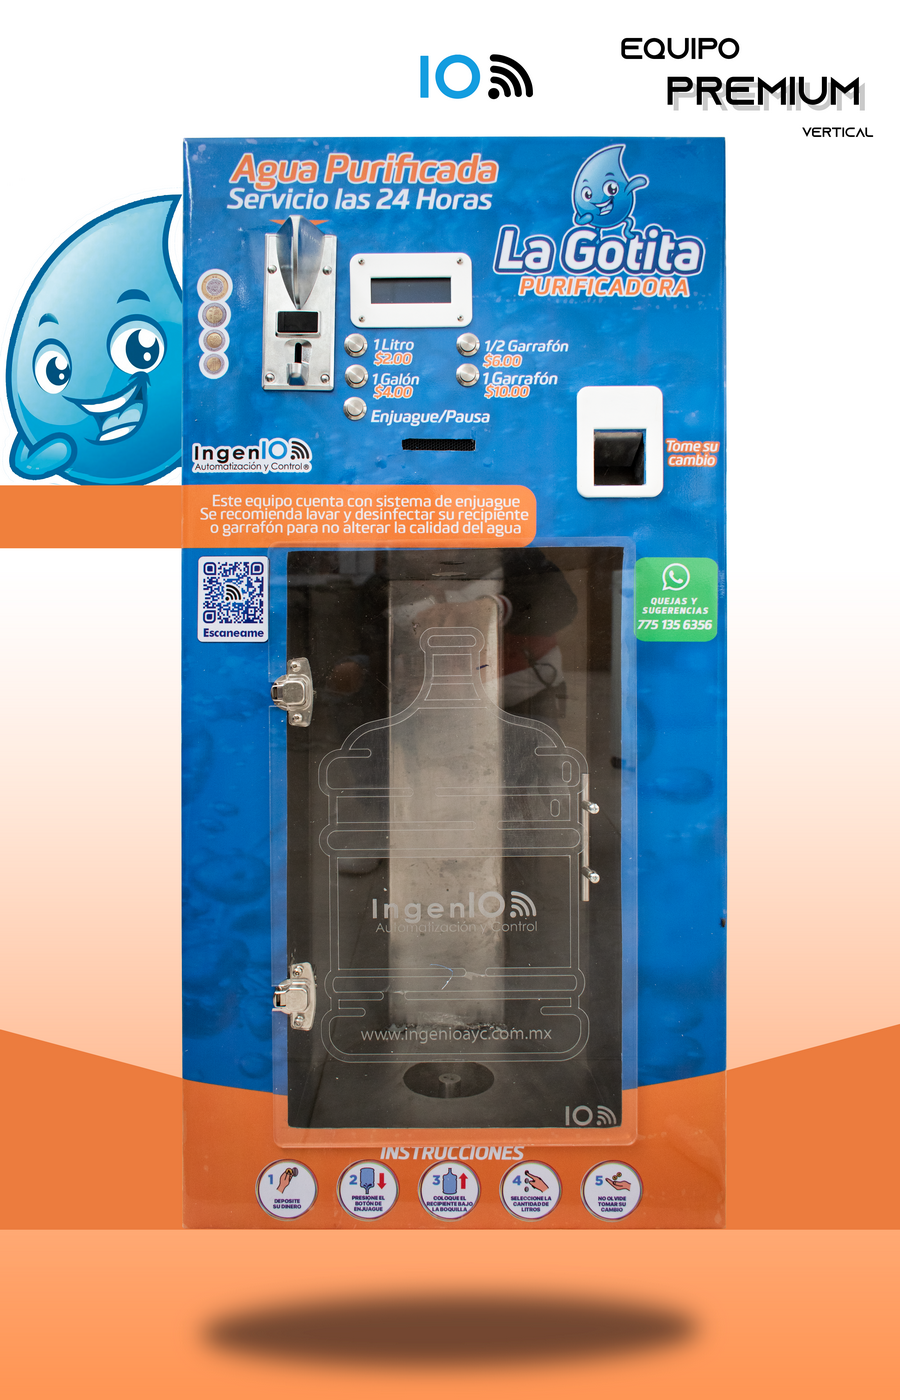 IO
EQUIPO
PREMIUM
VERTICAL
Agua Purificada
Servicio las 24 Horas
La Gotita
PURIFICADORA
1 Litro
$2.00
1/2 Garrafón
$6.00
1 Galón
$4.00
1 Garrafón
$10.00
Enjuague/Pausa
Tome su
cambio
IngenIO
Automatización y Control®
Este equipo cuenta con sistema de enjuague
Se recomienda lavar y desinfectar su recipiente
o garrafón para no alterar la calidad del agua
Escaneame
QUEJAS Y
SUGERENCIAS
775 135 6356
IngenIO
Automatización y Control
www.ingenioayc.com.mx
IO
INSTRUCCIONES
1
DEPOSITE
SU DINERO
2
PRESIONE EL
BOTÓN DE
ENJUAGUE
3
COLOQUE EL
RECIPIENTE BAJO
LA BOQUILLA
4
SELECCIONE LA
CANTIDAD DE
LITROS
5
NO OLVIDE
TOMAR SU
CAMBIO